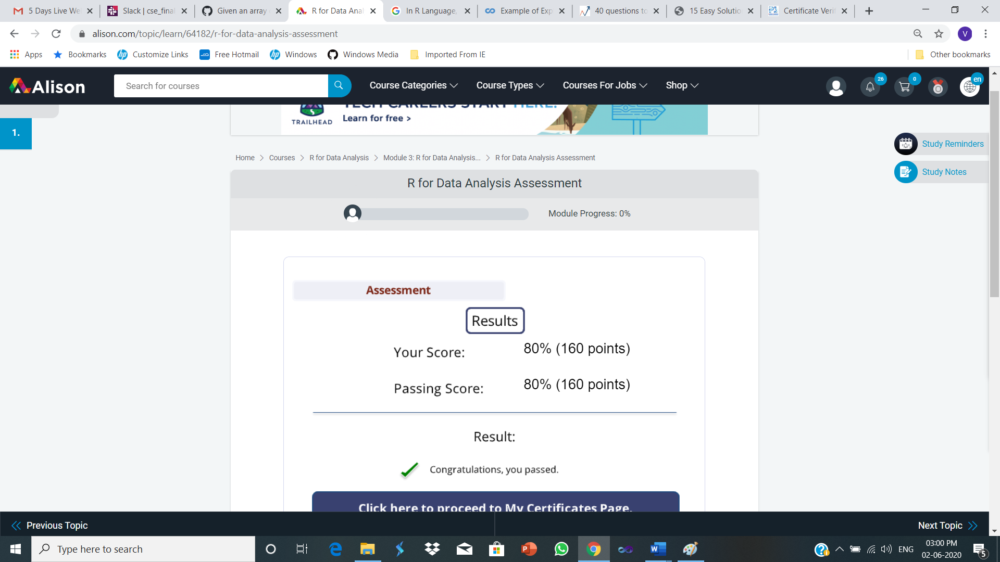 5 Days Live We
Slack | cse_final
Given an array
R for Data Anal
In R Language,
Example of Exp
40 questions to
15 Easy Solutio
Certificate Verif
alison.com/topic/learn/64182/r-for-data-analysis-assessment
V
Apps
Bookmarks
Customize Links
Free Hotmail
Windows
Windows Media
Imported From IE
Other bookmarks
Alison
Search for courses
Course Categories
Course Types
Courses For Jobs
Shop
26
0
en
TECH CAREERS START HERE.
TRAILHEAD
Learn for free >
1.
Study Reminders
Study Notes
Home > Courses > R for Data Analysis > Module 3: R for Data Analysis... > R for Data Analysis Assessment
R for Data Analysis Assessment
Module Progress: 0%
Assessment
Results
Your Score: 80% (160 points)
Passing Score: 80% (160 points)
Result:
Congratulations, you passed.
Click here to proceed to My Certificates Page.
Previous Topic
Next Topic
Type here to search
ENG
03:00 PM
02-06-2020
5